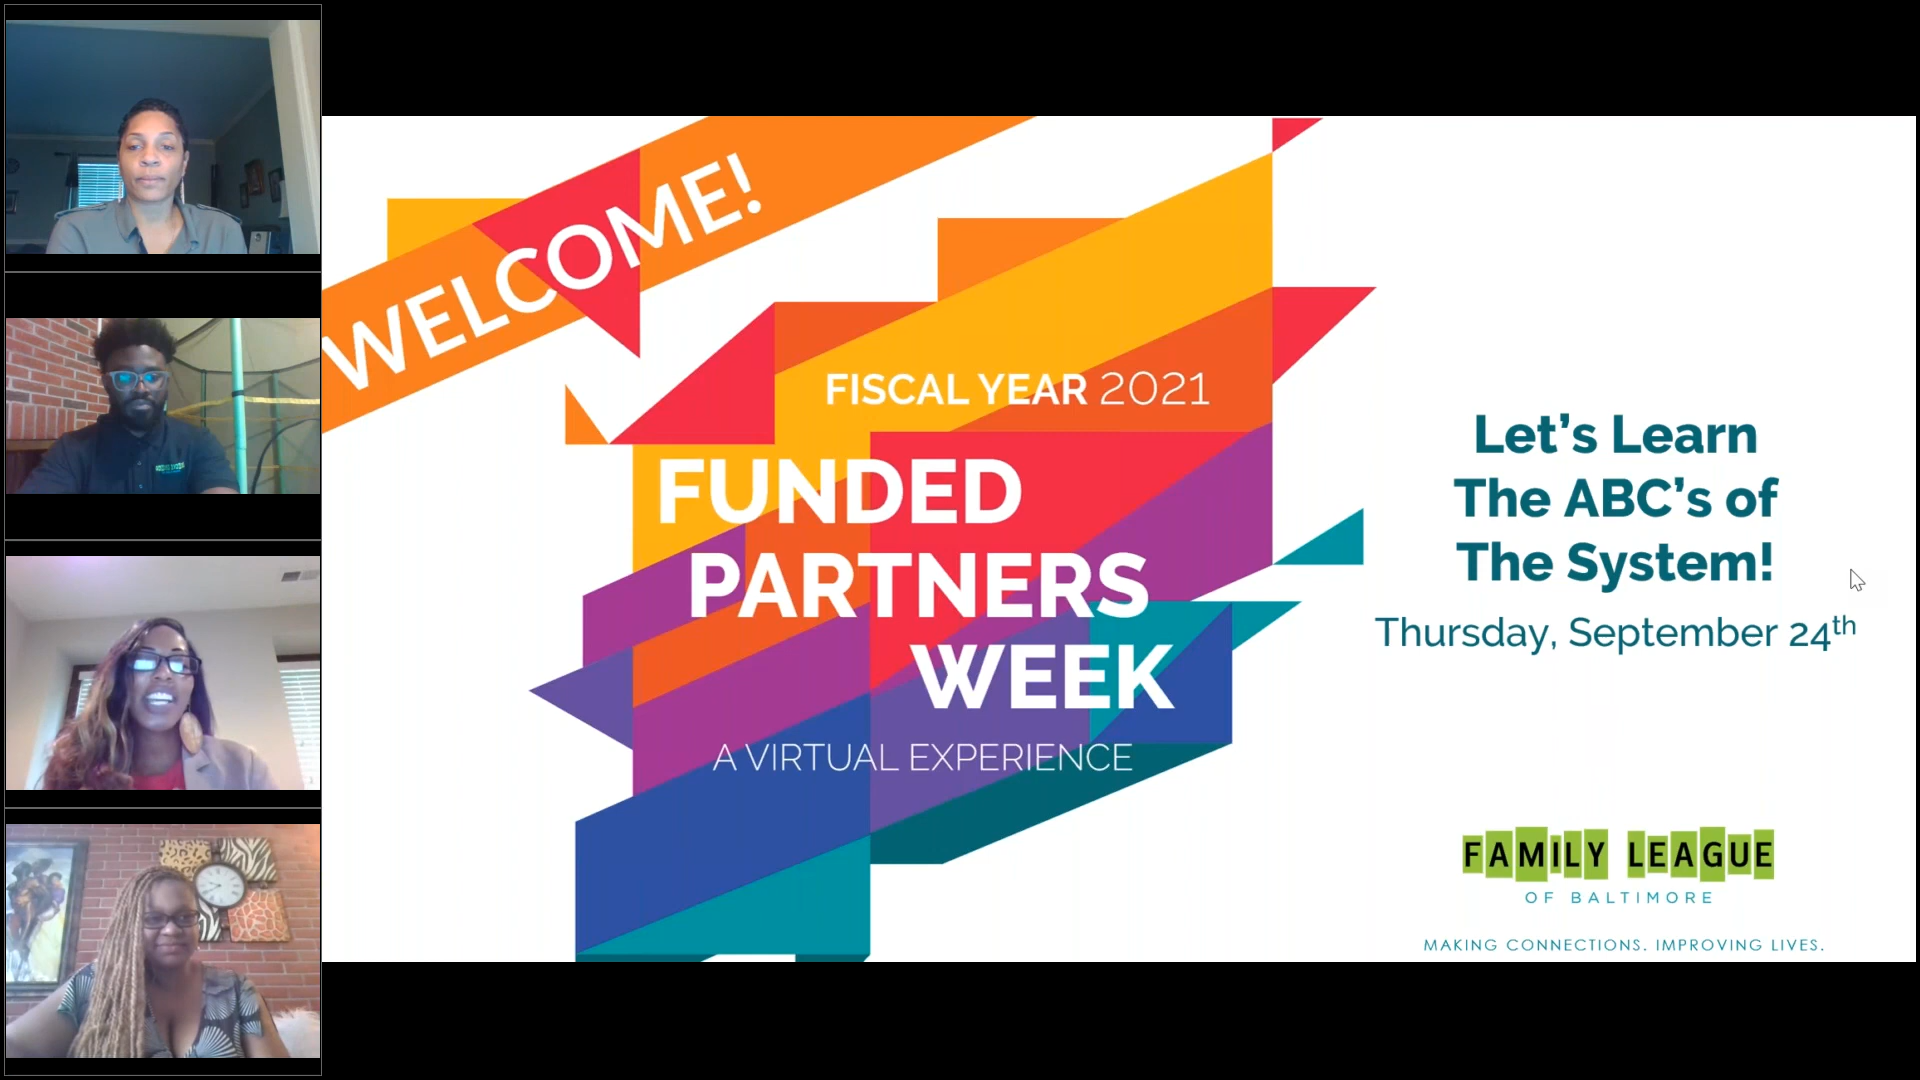 WELCOME!
FISCAL YEAR 2021
FUNDED
PARTNERS
WEEK
A VIRTUAL EXPERIENCE
Let’s Learn
The ABC’s of
The System!
Thursday, September 24th
FAMILY LEAGUE
OF BALTIMORE
MAKING CONNECTIONS. IMPROVING LIVES.